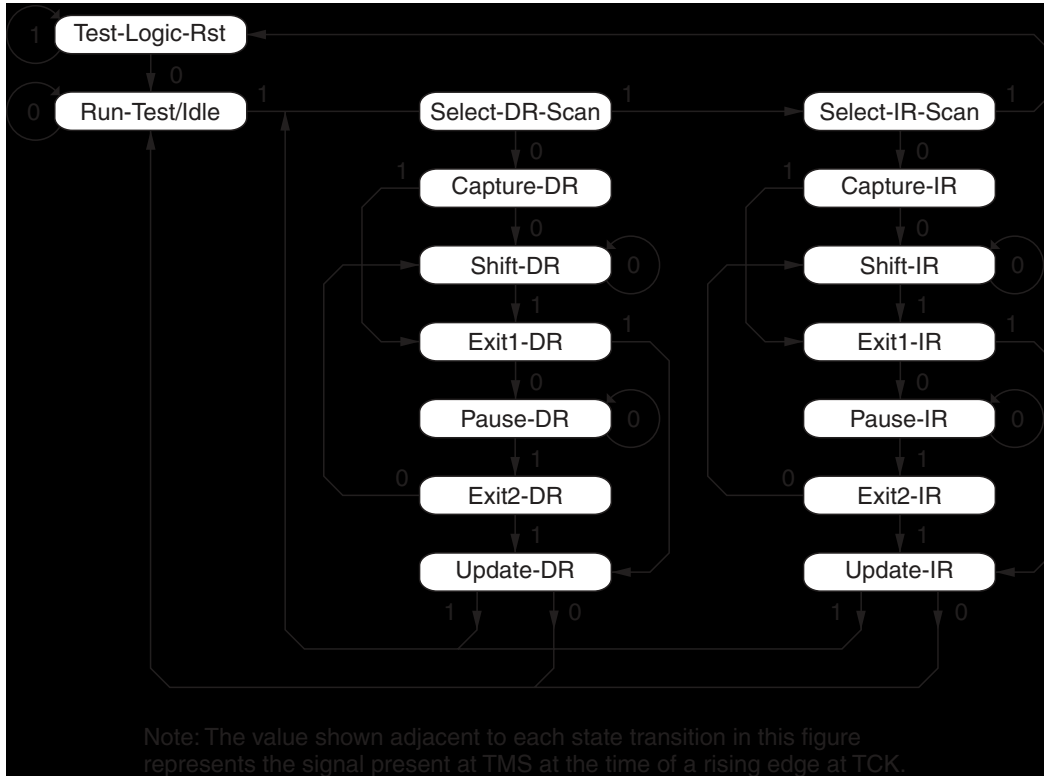 1
Test-Logic-Rst
0
0
Run-Test/Idle
1
Select-DR-Scan
1
Select-IR-Scan
1
0
0
1
Capture-DR
1
Capture-IR
0
0
Shift-DR
0
Shift-IR
0
1
1
Exit1-DR
1
Exit1-IR
1
0
0
Pause-DR
0
Pause-IR
0
1
1
0
Exit2-DR
0
Exit2-IR
1
1
Update-DR
Update-IR
1
0
1
0
Note: The value shown adjacent to each state transition in this figure
represents the signal present at TMS at the time of a rising edge at TCK.